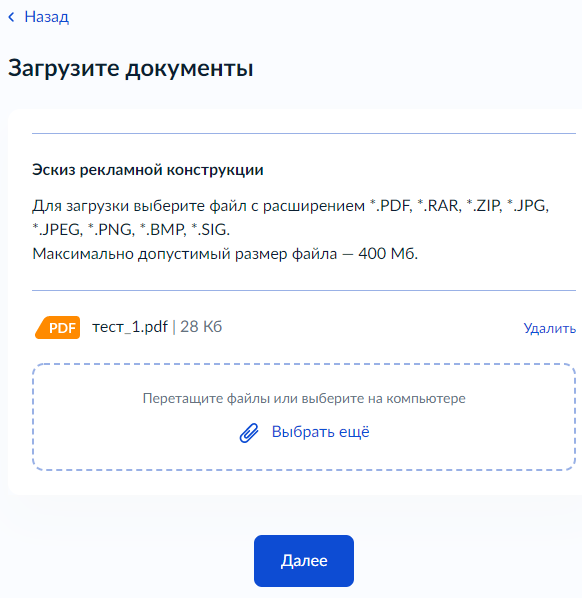 Назад
Загрузите документы
Эскиз рекламной конструкции
Для загрузки выберите файл с расширением *.PDF, *.RAR, *.ZIP, *.JPG,
*.JPEG, *.PNG, *.BMP, *.SIG.
Максимально допустимый размер файла — 400 Мб.
PDF тест_1.pdf | 28 Кб Удалить
Перетащите файлы или выберите на компьютере
Выбрать ещё
Далее